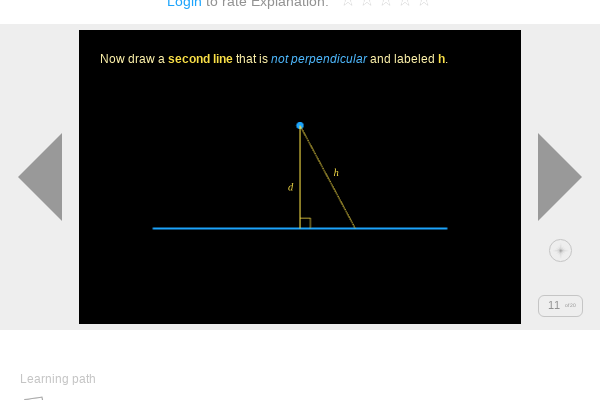 Login to rate Explanation:
Now draw a second line that is not perpendicular and labeled h.
h
d
11 of 20
Learning path